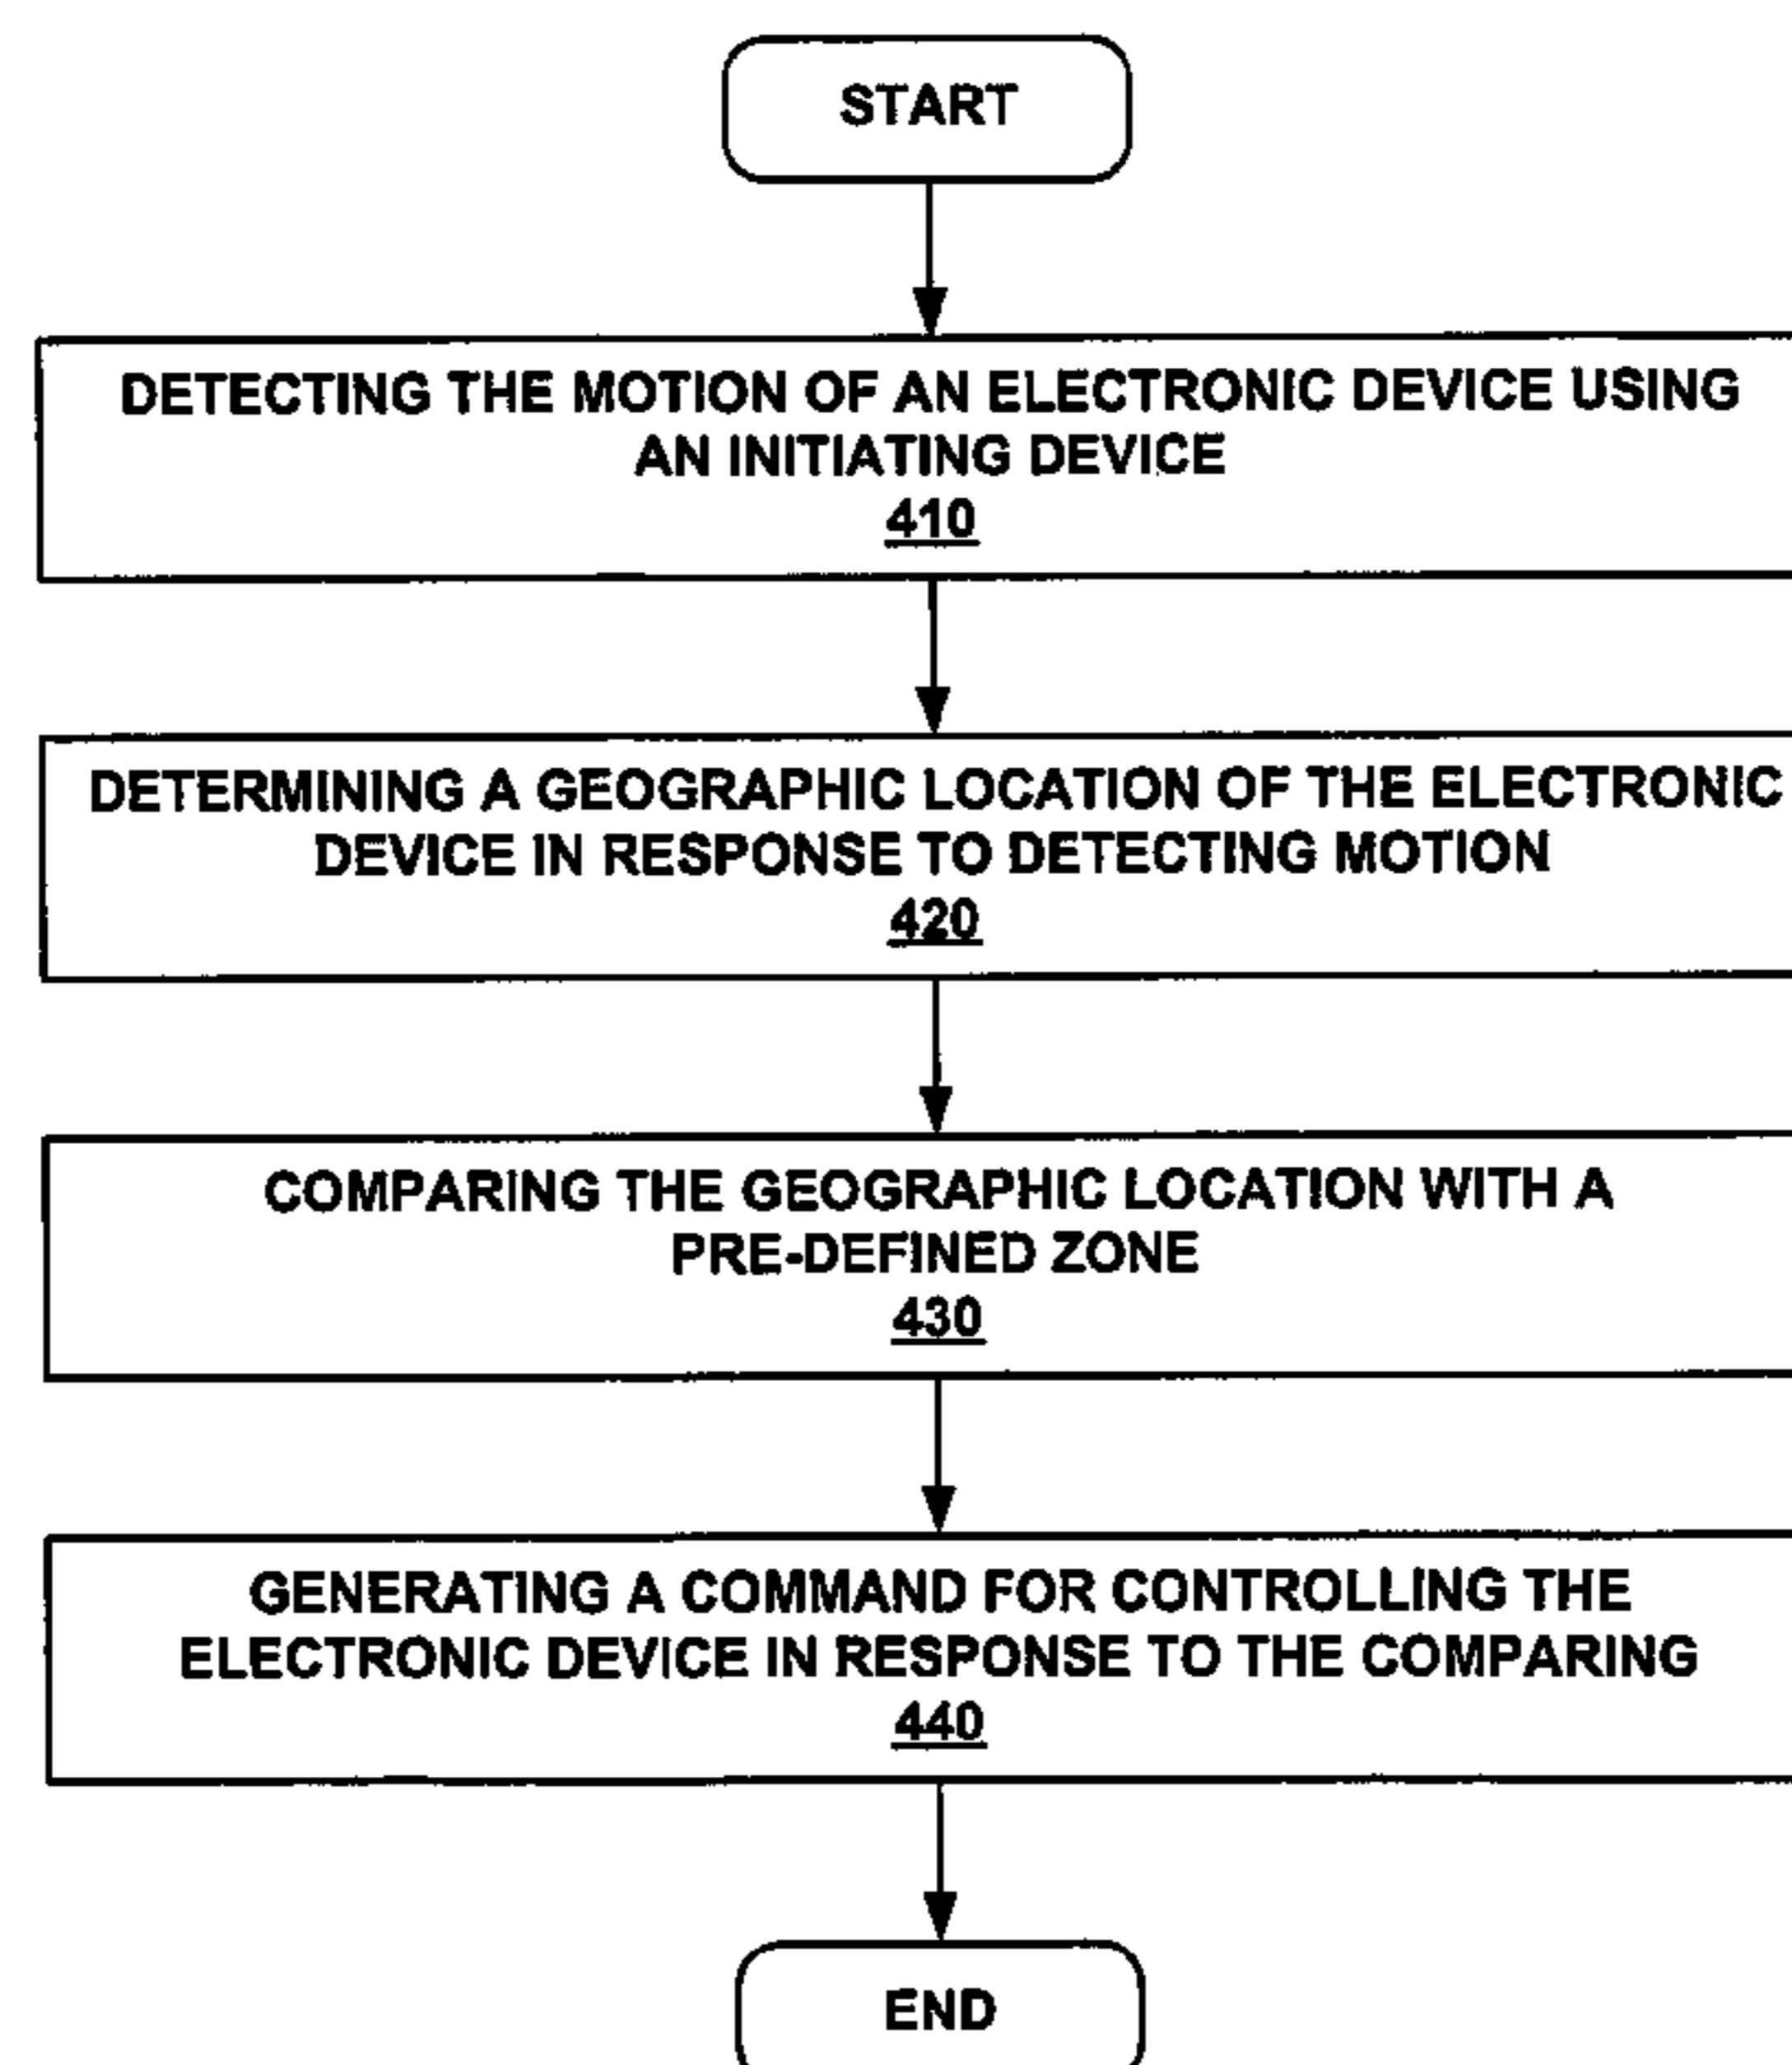 START
DETECTING THE MOTION OF AN ELECTRONIC DEVICE USING
AN INITIATING DEVICE
410
DETERMINING A GEOGRAPHIC LOCATION OF THE ELECTRONIC
DEVICE IN RESPONSE TO DETECTING MOTION
420
COMPARING THE GEOGRAPHIC LOCATION WITH A
PRE-DEFINED ZONE
430
GENERATING A COMMAND FOR CONTROLLING THE
ELECTRONIC DEVICE IN RESPONSE TO THE COMPARING
440
END